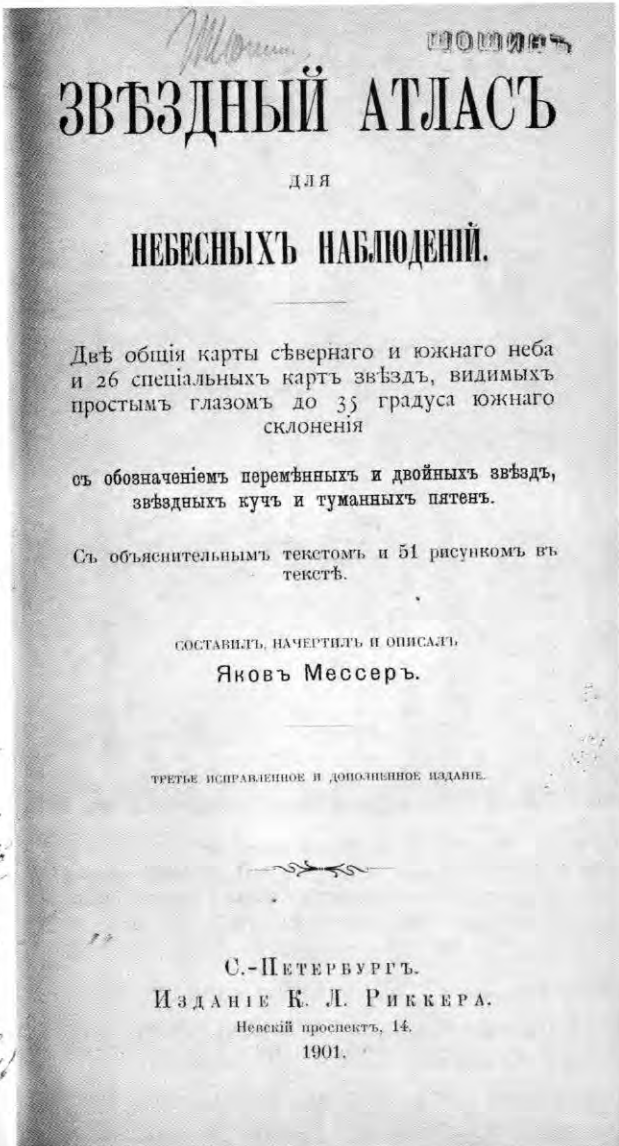 ЗВѢЗДНЫЙ АТЛАСЪ
ДЛЯ
НЕБЕСНЫХЪ НАБЛЮДЕНІЙ.
Двѣ общія карты сѣвернаго и южнаго неба
и 26 спеціальныхъ картъ звѣздъ, видимыхъ
простымъ глазомъ до 35 градуса южнаго
склоненія
съ обозначеніемъ перемѣнныхъ и двойныхъ звѣздъ,
звѣздныхъ кучъ и туманныхъ пятенъ.
Съ объяснительнымъ текстомъ и 51 рисункомъ въ
текстѣ.
СОСТАВИЛЪ, НАЧЕРТИЛЪ И ОПИСАЛЪ
Яковъ Мессеръ.
ТРЕТЬЕ ИСПРАВЛЕННОЕ И ДОПОЛНЕННОЕ ИЗДАНІЕ.
С.-ПЕТЕРБУРГЪ.
ИЗДАНІЕ К. Л. РИККЕРА.
Невскій проспектъ, 14.
1901.